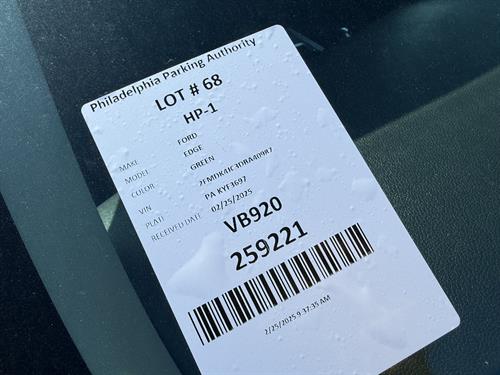 Philadelphia Parking Authority
LOT # 68
HP-1
MAKE FORD
MODEL EDGE
COLOR GREEN
VIN
PLATE PA KYF3697
RECEIVED DATE 02/25/2025
VB920
259221
2/25/2025 9:37:35 AM